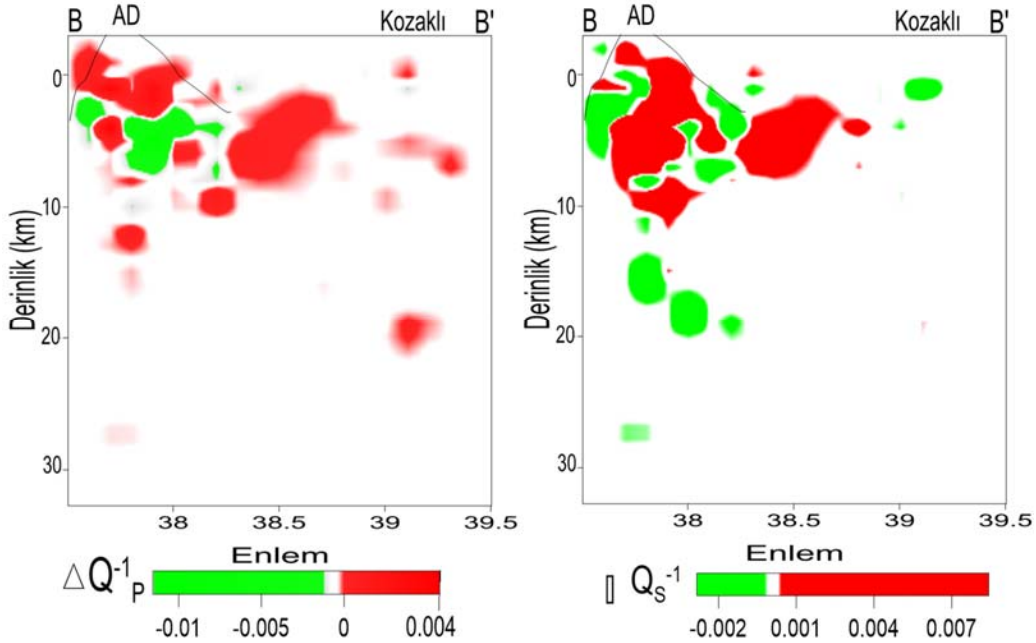 B AD Kozaklı B'
0
10
20
30
Derinlik (km)
38 38.5 39 39.5
Enlem
△Q⁻¹P
-0.01 -0.005 0 0.004
B AD Kozaklı B'
0
10
20
30
Derinlik (km)
38 38.5 39 39.5
Enlem
▯ QS⁻¹
-0.002 0.001 0.004 0.007